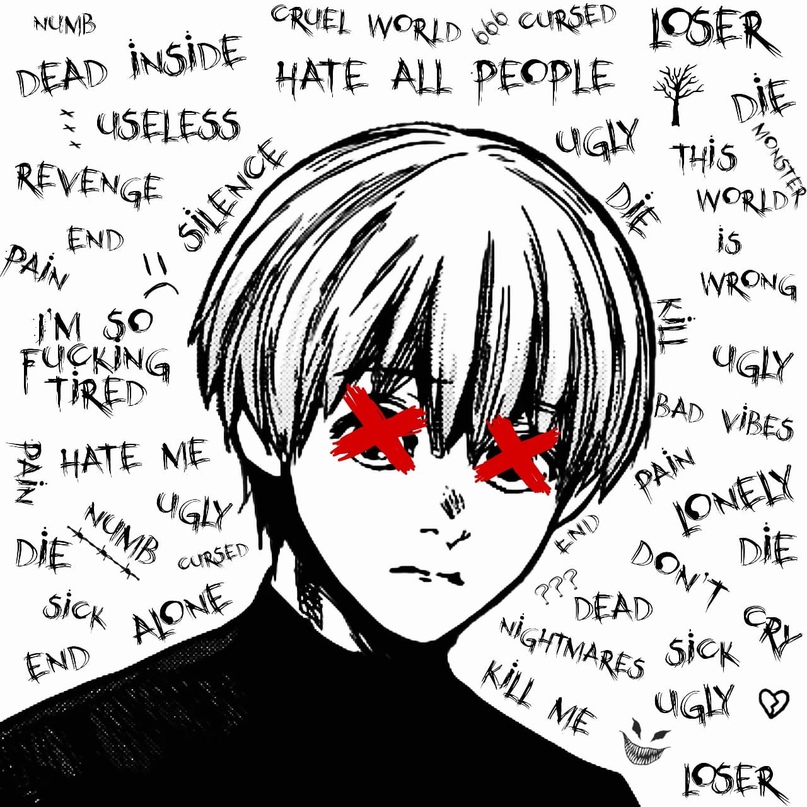 NUMB
CRUEL WORLD
666
CURSED
LOSER
DEAD INSIDE
HATE ALL PEOPLE
DIE
xxx
USELESS
UGLY
THIS
WORLD?
IS
WRONG
MONSTER
REVENGE
SILENCE
DIE
END
PAIN
:(
KILL
I'M SO
FUCKING
TIRED
UGLY
BAD VIBES
PAIN
HATE ME
PAIN
LONELY
UGLY
NUMB
END
DIE
DIE
CURSED
DON'T
CRY
???
DEAD
SICK
ALONE
NIGHTMARES
SICK
END
KILL ME
UGLY
LOSER